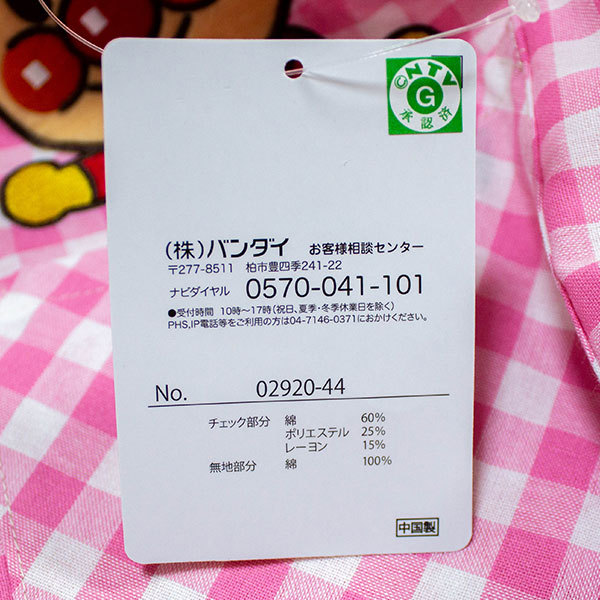 ©NTV
G
承認済
(株)バンダイ お客様相談センター
〒277-8511 柏市豊四季241-22
ナビダイヤル 0570-041-101
●受付時間 10時〜17時(祝日、夏季・冬季休業日を除く)
PHS,IP電話等をご利用の方は04-7146-0371におかけください。
No. 02920-44
チェック部分 綿 60%
ポリエステル 25%
レーヨン 15%
無地部分 綿 100%
中国製